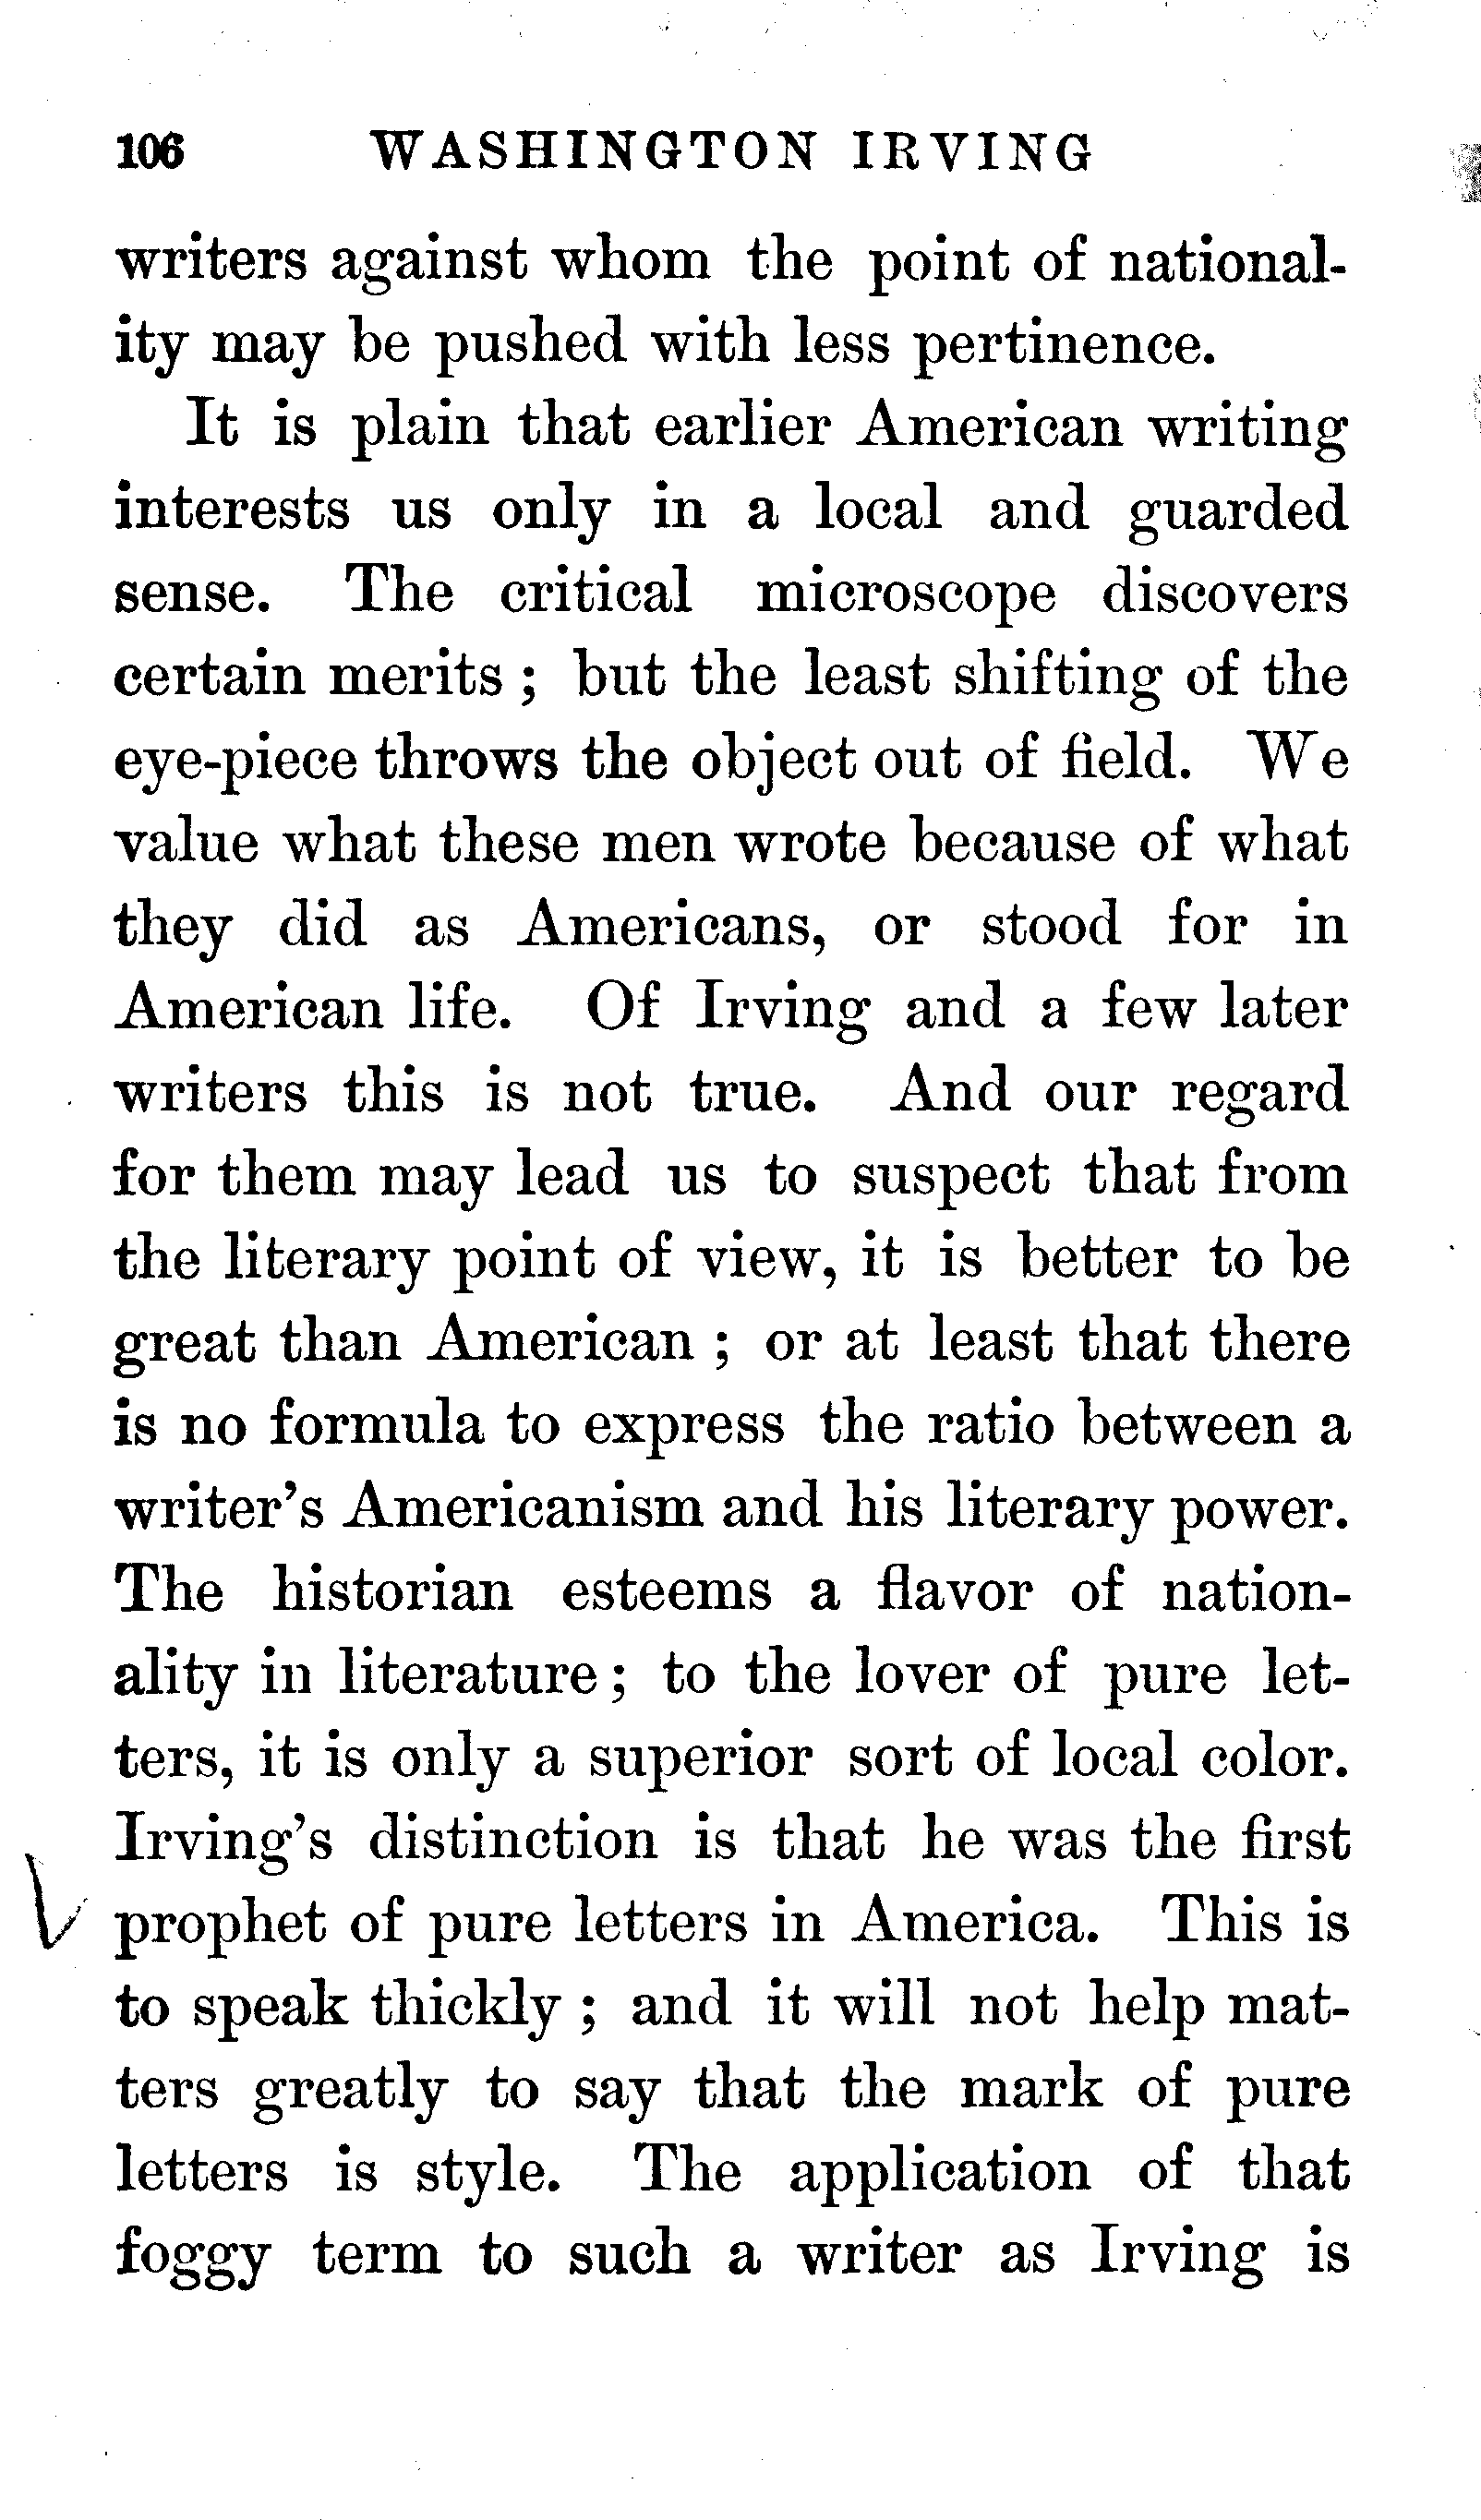 106 WASHINGTON IRVING
writers against whom the point of national-
ity may be pushed with less pertinence.
It is plain that earlier American writing
interests us only in a local and guarded
sense. The critical microscope discovers
certain merits ; but the least shifting of the
eye-piece throws the object out of field. We
value what these men wrote because of what
they did as Americans, or stood for in
American life. Of Irving and a few later
writers this is not true. And our regard
for them may lead us to suspect that from
the literary point of view, it is better to be
great than American ; or at least that there
is no formula to express the ratio between a
writer's Americanism and his literary power.
The historian esteems a flavor of nation-
ality in literature ; to the lover of pure let-
ters, it is only a superior sort of local color.
Irving's distinction is that he was the first
prophet of pure letters in America. This is
to speak thickly ; and it will not help mat-
ters greatly to say that the mark of pure
letters is style. The application of that
foggy term to such a writer as Irving is